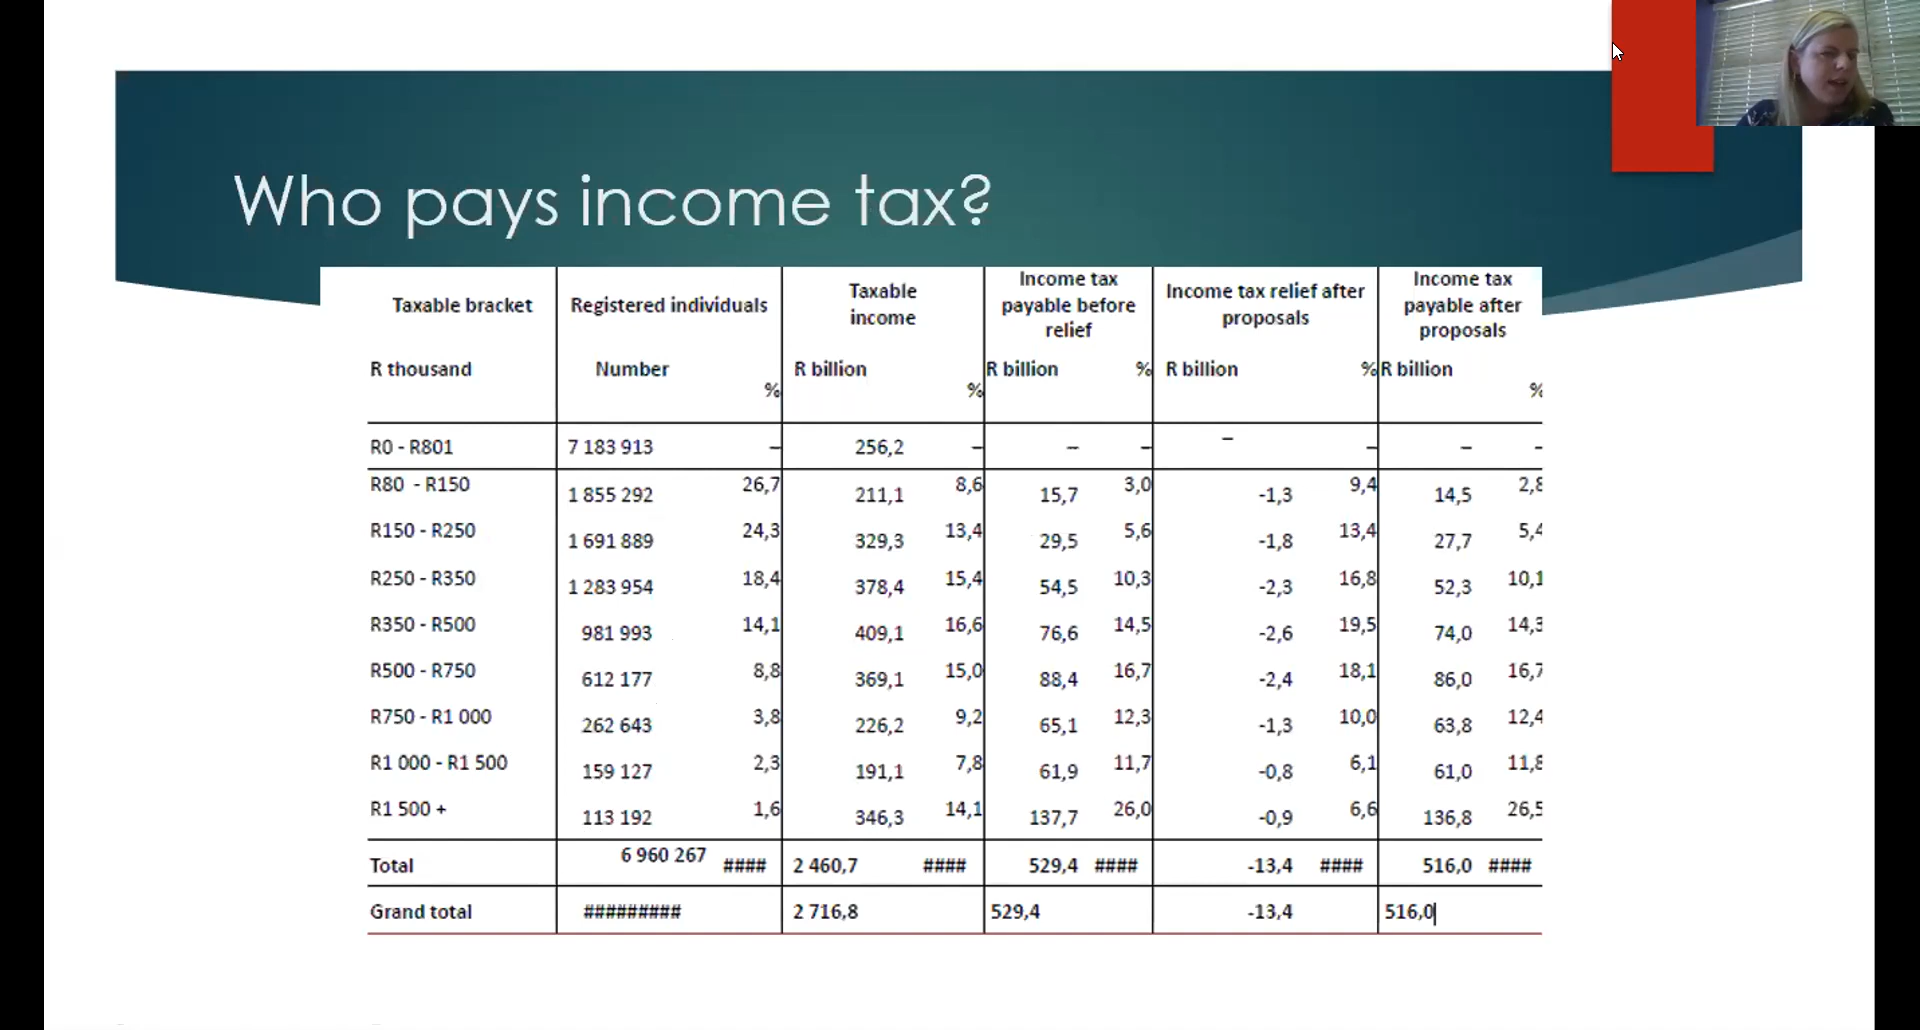 Who pays income tax?
Taxable bracket Registered individuals Taxable income Income tax payable before relief Income tax relief after proposals Income tax payable after proposals
R thousand Number % R billion % R billion % R billion % R billion %
R0 - R801 7 183 913 – 256,2 – – – – – – -
R80 - R150 1 855 292 26,7 211,1 8,6 15,7 3,0 -1,3 9,4 14,5 2,8
R150 - R250 1 691 889 24,3 329,3 13,4 29,5 5,6 -1,8 13,4 27,7 5,4
R250 - R350 1 283 954 18,4 378,4 15,4 54,5 10,3 -2,3 16,8 52,3 10,1
R350 - R500 981 993 14,1 409,1 16,6 76,6 14,5 -2,6 19,5 74,0 14,3
R500 - R750 612 177 8,8 369,1 15,0 88,4 16,7 -2,4 18,1 86,0 16,7
R750 - R1 000 262 643 3,8 226,2 9,2 65,1 12,3 -1,3 10,0 63,8 12,4
R1 000 - R1 500 159 127 2,3 191,1 7,8 61,9 11,7 -0,8 6,1 61,0 11,8
R1 500 + 113 192 1,6 346,3 14,1 137,7 26,0 -0,9 6,6 136,8 26,5
Total 6 960 267 #### 2 460,7 #### 529,4 #### -13,4 #### 516,0 ####
Grand total ######### 2 716,8 529,4 -13,4 516,0